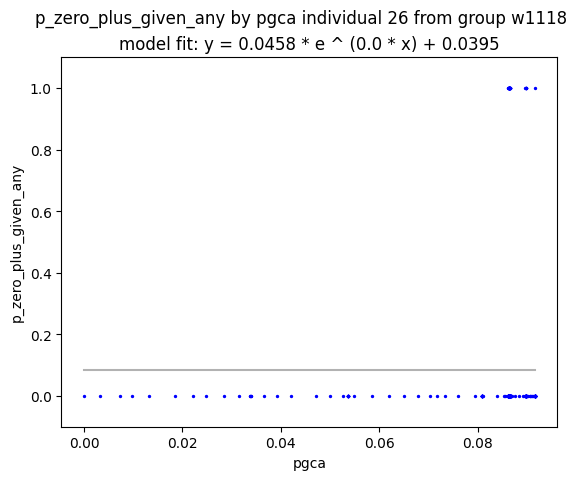 p_zero_plus_given_any by pgca individual 26 from group w1118
model fit: y = 0.0458 * e ^ (0.0 * x) + 0.0395
1.0
0.8
0.6
0.4
0.2
0.0
p_zero_plus_given_any
0.00 0.02 0.04 0.06 0.08
pgca